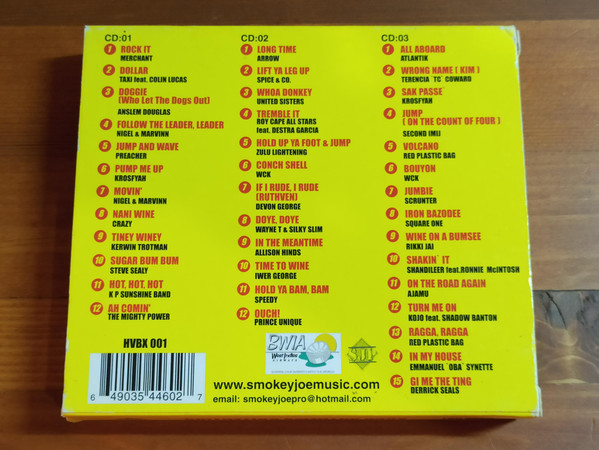 CD:01
1 ROCK IT
MERCHANT
2 DOLLAR
TAXI feat. COLIN LUCAS
3 DOGGIE
(Who Let The Dogs Out)
ANSLEM DOUGLAS
4 FOLLOW THE LEADER, LEADER
NIGEL & MARVINN
5 JUMP AND WAVE
PREACHER
6 PUMP ME UP
KROSFYAH
7 MOVIN'
NIGEL & MARVINN
8 NANI WINE
CRAZY
9 TINEY WINEY
KERWIN TROTMAN
10 SUGAR BUM BUM
STEVE SEALY
11 HOT, HOT, HOT
K P SUNSHINE BAND
12 AH COMIN'
THE MIGHTY POWER
HVBX 001
6 49035 44602 7
CD:02
1 LONG TIME
ARROW
2 LIFT YA LEG UP
SPICE & CO.
3 WHOA DONKEY
UNITED SISTERS
4 TREMBLE IT
ROY CAPE ALL STARS
feat. DESTRA GARCIA
5 HOLD UP YA FOOT & JUMP
ZULU LIGHTENING
6 CONCH SHELL
WCK
7 IF I RUDE, I RUDE
(RUTHVEN)
DEVON GEORGE
8 DOYE, DOYE
WAYNE T & SILKY SLIM
9 IN THE MEANTIME
ALLISON HINDS
10 TIME TO WINE
IWER GEORGE
11 HOLD YA BAM, BAM
SPEEDY
12 OUCH!
PRINCE UNIQUE
BWIA
West Indies
AIRWAYS
www.smokeyjoemusic.com
email: smokeyjoepro@hotmail.com
CD:03
1 ALL ABOARD
ATLANTIK
2 WRONG NAME ( KIM )
TERENCIA `TC` COWARD
3 SAK PASSE`
KROSFYAH
4 JUMP
( ON THE COUNT OF FOUR )
SECOND IMIJ
5 VOLCANO
RED PLASTIC BAG
6 BOUYON
WCK
7 JUMBIE
SCRUNTER
8 IRON BAZODEE
SQUARE ONE
9 WINE ON A BUMSEE
RIKKI JAI
10 SHAKIN` IT
SHANDILEER feat.RONNIE McINTOSH
11 ON THE ROAD AGAIN
AJAMU
12 TURN ME ON
KOJO feat. SHADOW BANTON
13 RAGGA, RAGGA
RED PLASTIC BAG
14 IN MY HOUSE
EMMANUEL `OBA` SYNETTE
15 GI ME THE TING
DERRICK SEALS